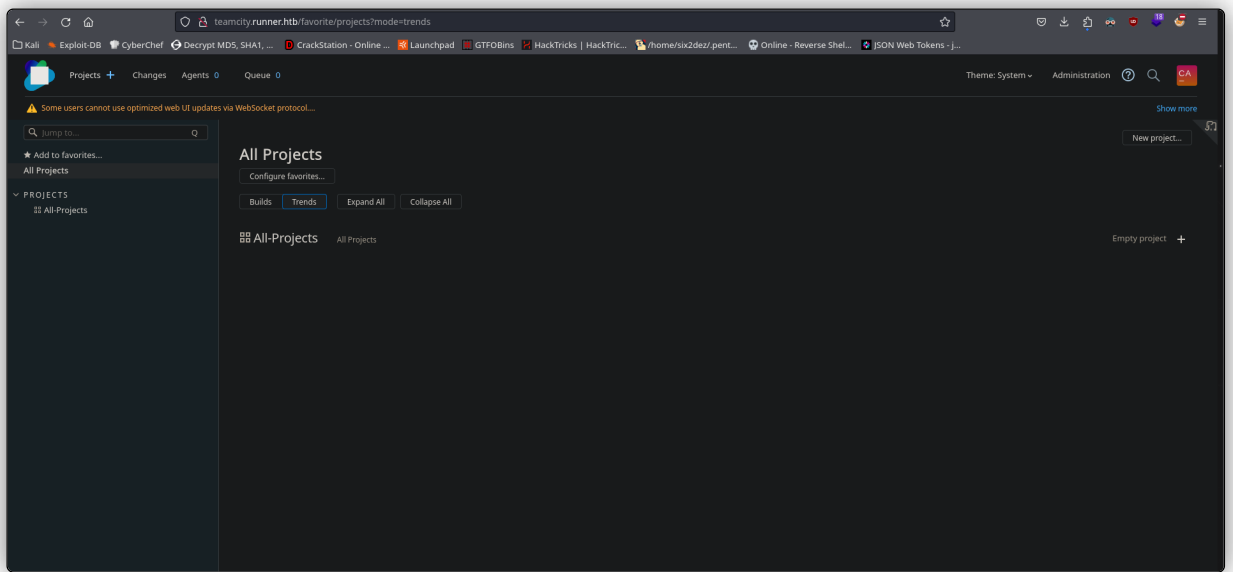 teamcity.runner.htb/favorite/projects?mode=trends
18
Kali Exploit-DB CyberChef Decrypt MD5, SHA1, ... CrackStation - Online ... Launchpad GTFOBins HackTricks | HackTric... /home/six2dez/.pent... Online - Reverse Shel... JSON Web Tokens - j...
Projects + Changes Agents 0 Queue 0 Theme: System Administration ? CA
Some users cannot use optimized web UI updates via WebSocket protocol.... Show more
Jump to... Q
New project...
Add to favorites...
All Projects
All Projects
Configure favorites...
PROJECTS
All-Projects
Builds Trends Expand All Collapse All
All-Projects All Projects Empty project +